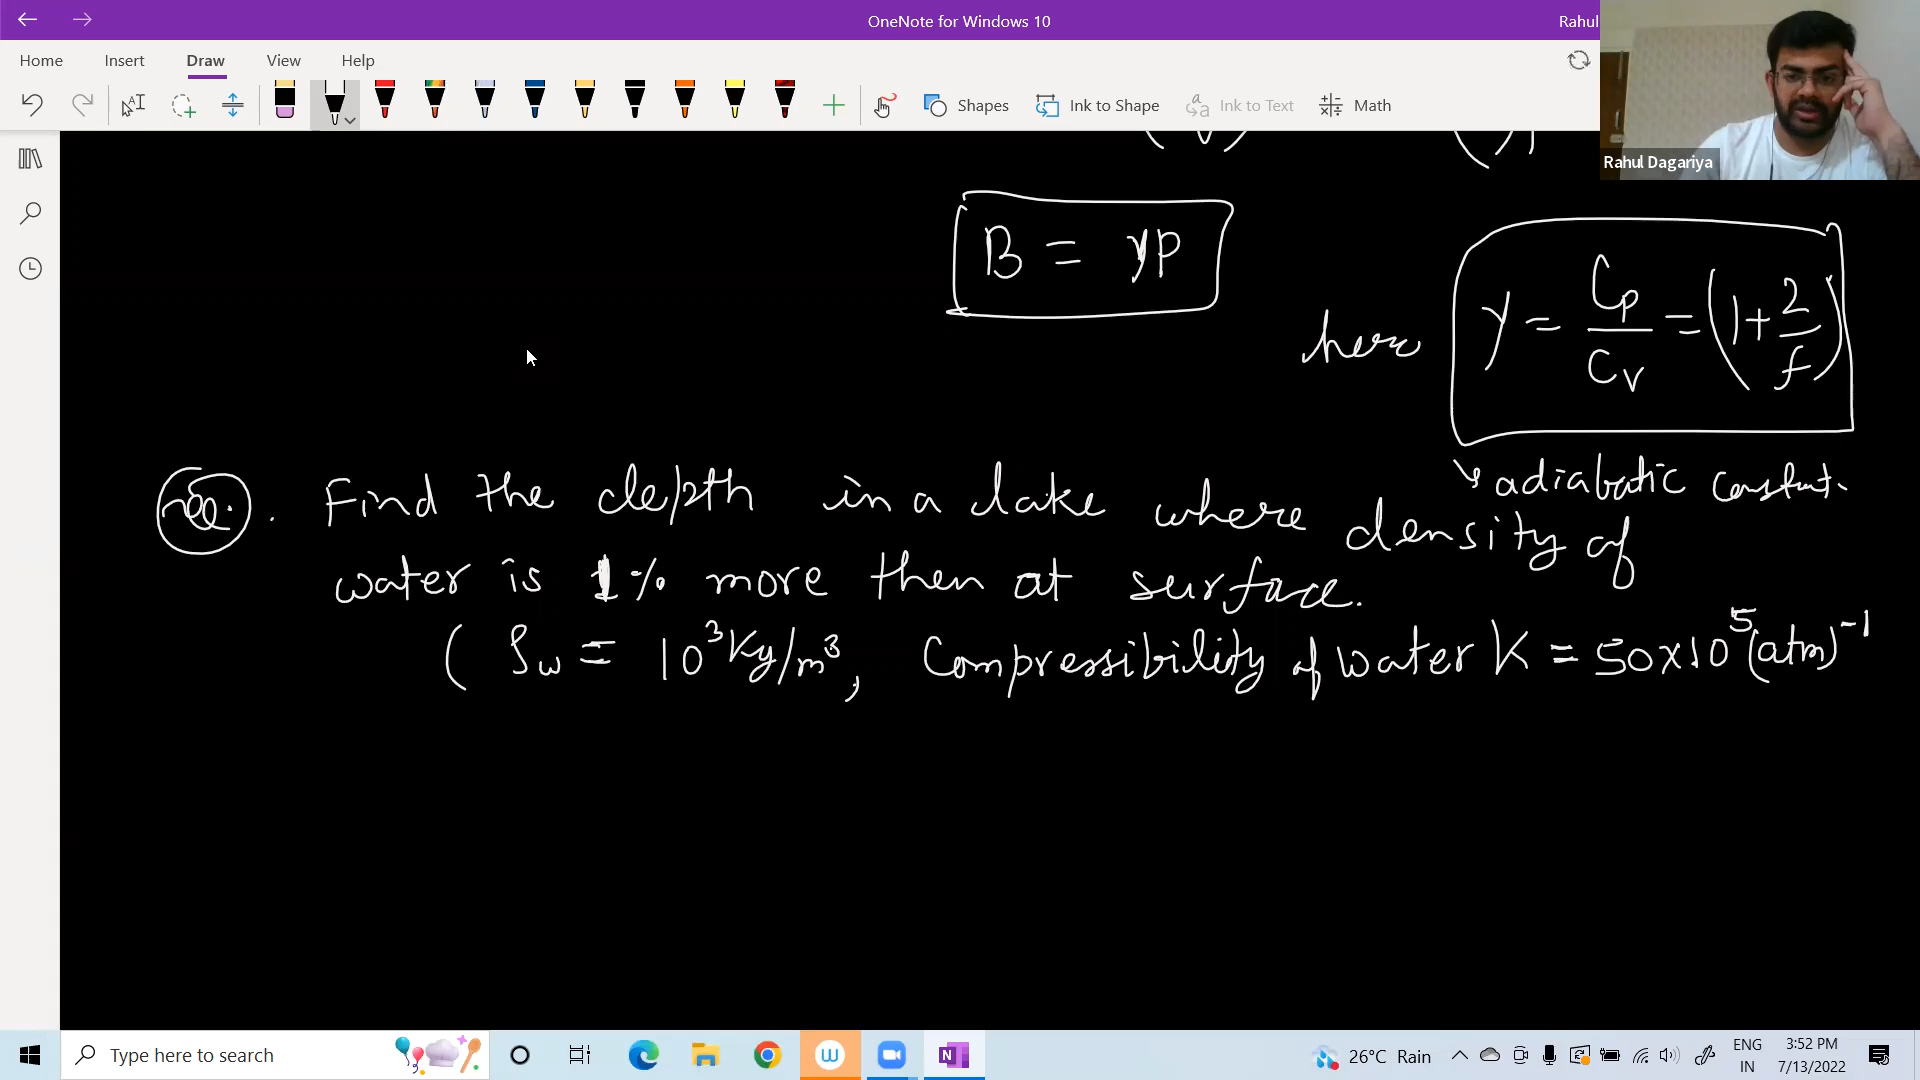 OneNote for Windows 10
Rahul
Home Insert Draw View Help
Shapes Ink to Shape Ink to Text Math
Rahul Dagariya
B = γP
here γ = Cp/Cv = (1 + 2/f)
↘ adiabatic constant.
Find the depth in a lake where density of
water is 1% more then at surface.
( ρw = 10³ Kg/m³, Compressibility of water K = 50×10⁵ (atm)⁻¹
Type here to search
26°C Rain
ENG
IN
3:52 PM
7/13/2022